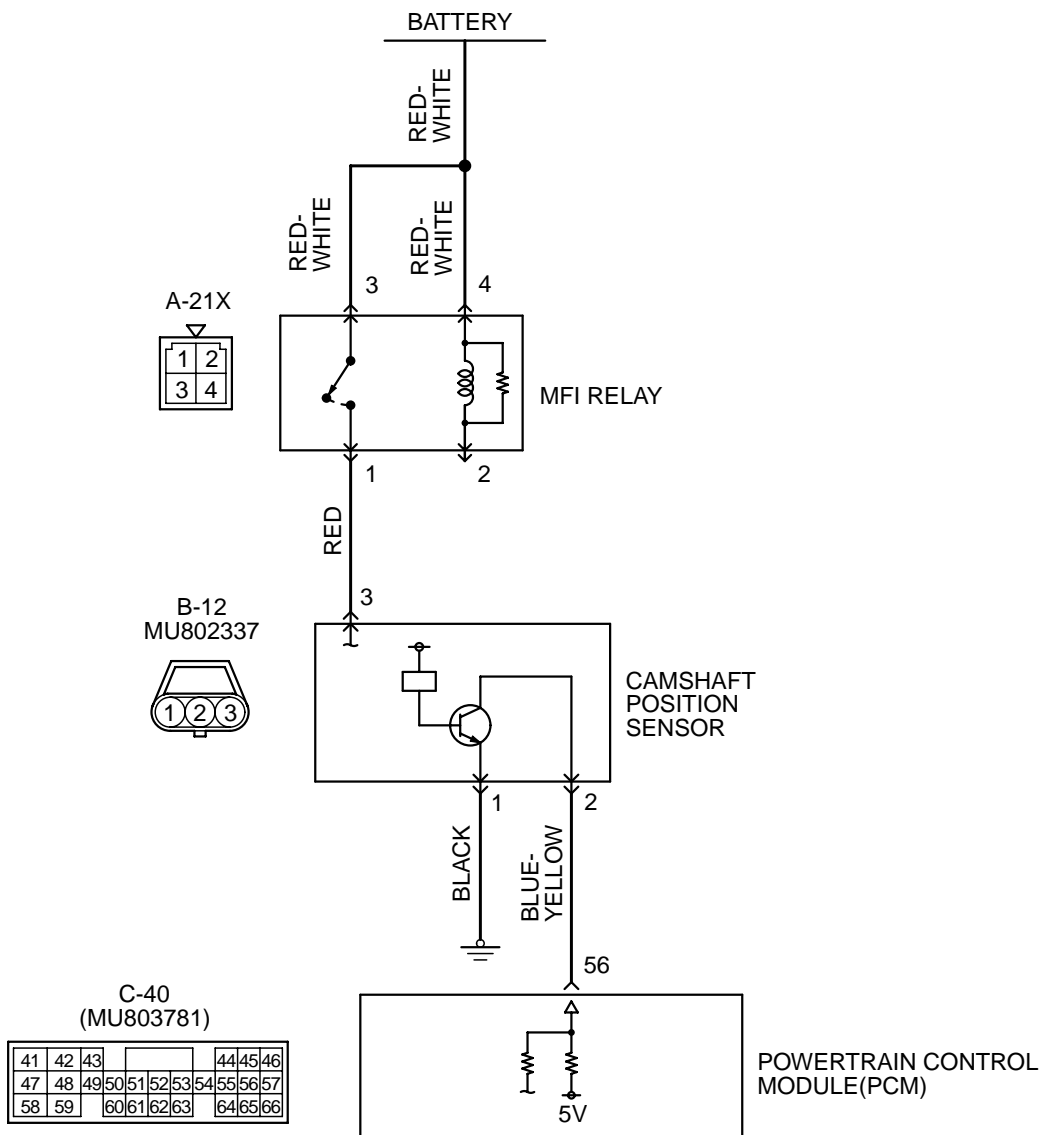 BATTERY
RED-
WHITE
RED-
WHITE
RED-
WHITE
3
4
A-21X
1 2
3 4
MFI RELAY
1
2
RED
3
B-12
MU802337
1 2 3
CAMSHAFT
POSITION
SENSOR
1
2
BLACK
BLUE-
YELLOW
56
C-40
(MU803781)
41 42 43 44 45 46
47 48 49 50 51 52 53 54 55 56 57
58 59 60 61 62 63 64 65 66
5V
POWERTRAIN CONTROL
MODULE(PCM)